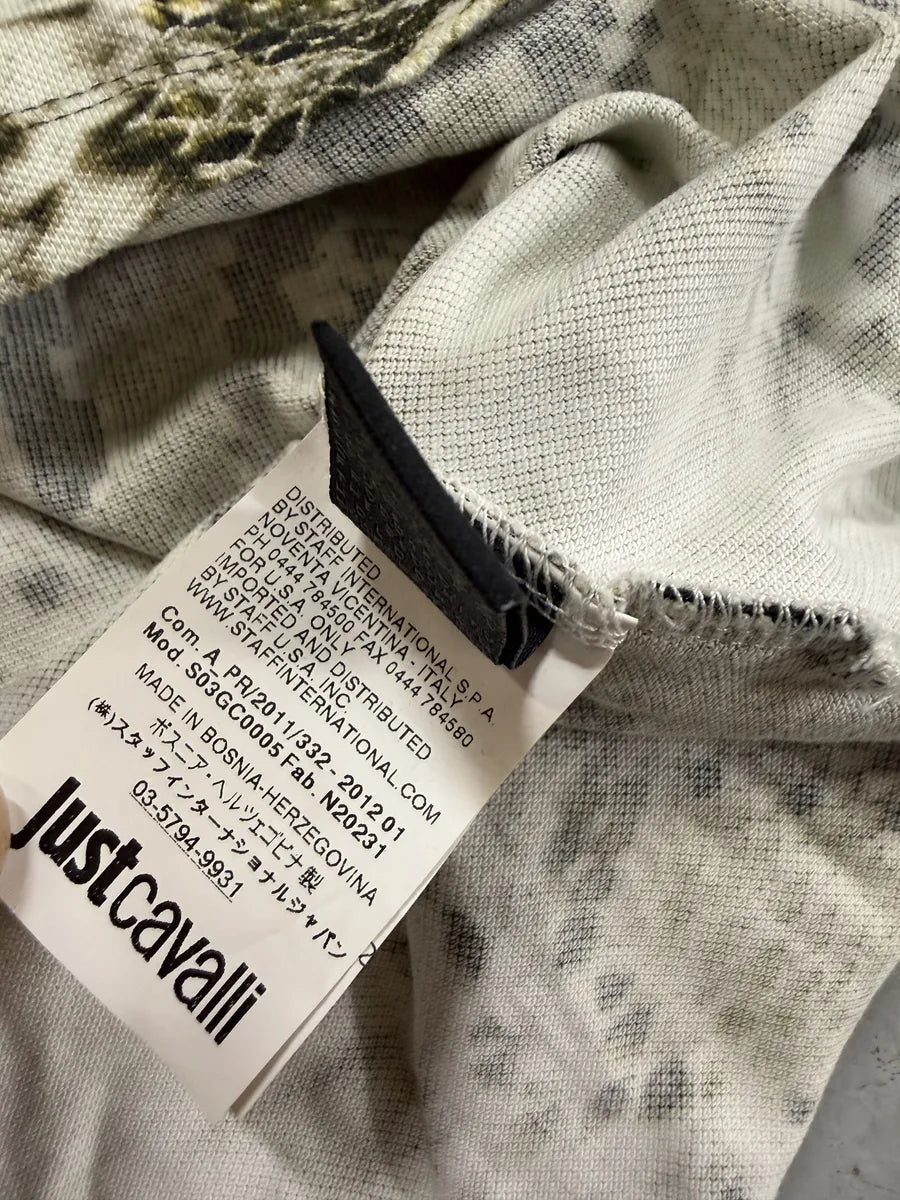 DISTRIBUTED
BY STAFF INTERNATIONAL S.P.A.
NOVENTA VICENTINA - ITALY
PH 0444 784500 FAX 0444 784580
FOR U.S.A. ONLY
IMPORTED AND DISTRIBUTED
BY STAFF U.S.A. INC.
WWW.STAFFINTERNATIONAL.COM
Com. A_PR/2011/332 - 2012 01
Mod. S03GC0005 Fab. N20231
MADE IN BOSNIA-HERZEGOVINA
ボスニア・ヘルツェゴビナ製
(株)スタッフインターナショナルジャパン
03-5794-9931
just cavalli